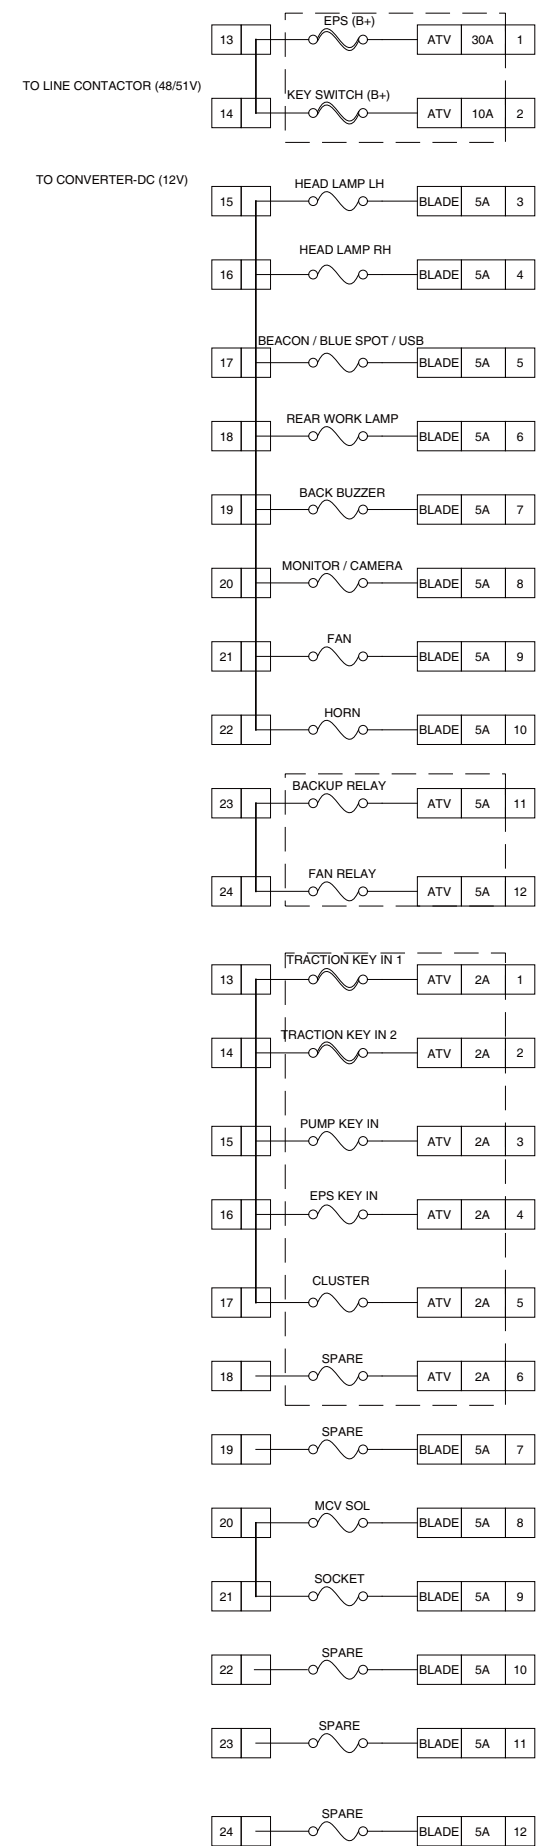 EPS (B+)
13 ATV 30A 1
TO LINE CONTACTOR (48/51V)
KEY SWITCH (B+)
14 ATV 10A 2
TO CONVERTER-DC (12V)
HEAD LAMP LH
15 BLADE 5A 3
HEAD LAMP RH
16 BLADE 5A 4
BEACON / BLUE SPOT / USB
17 BLADE 5A 5
REAR WORK LAMP
18 BLADE 5A 6
BACK BUZZER
19 BLADE 5A 7
MONITOR / CAMERA
20 BLADE 5A 8
FAN
21 BLADE 5A 9
HORN
22 BLADE 5A 10
BACKUP RELAY
23 ATV 5A 11
FAN RELAY
24 ATV 5A 12
TRACTION KEY IN 1
13 ATV 2A 1
TRACTION KEY IN 2
14 ATV 2A 2
PUMP KEY IN
15 ATV 2A 3
EPS KEY IN
16 ATV 2A 4
CLUSTER
17 ATV 2A 5
SPARE
18 ATV 2A 6
SPARE
19 BLADE 5A 7
MCV SOL
20 BLADE 5A 8
SOCKET
21 BLADE 5A 9
SPARE
22 BLADE 5A 10
SPARE
23 BLADE 5A 11
SPARE
24 BLADE 5A 12